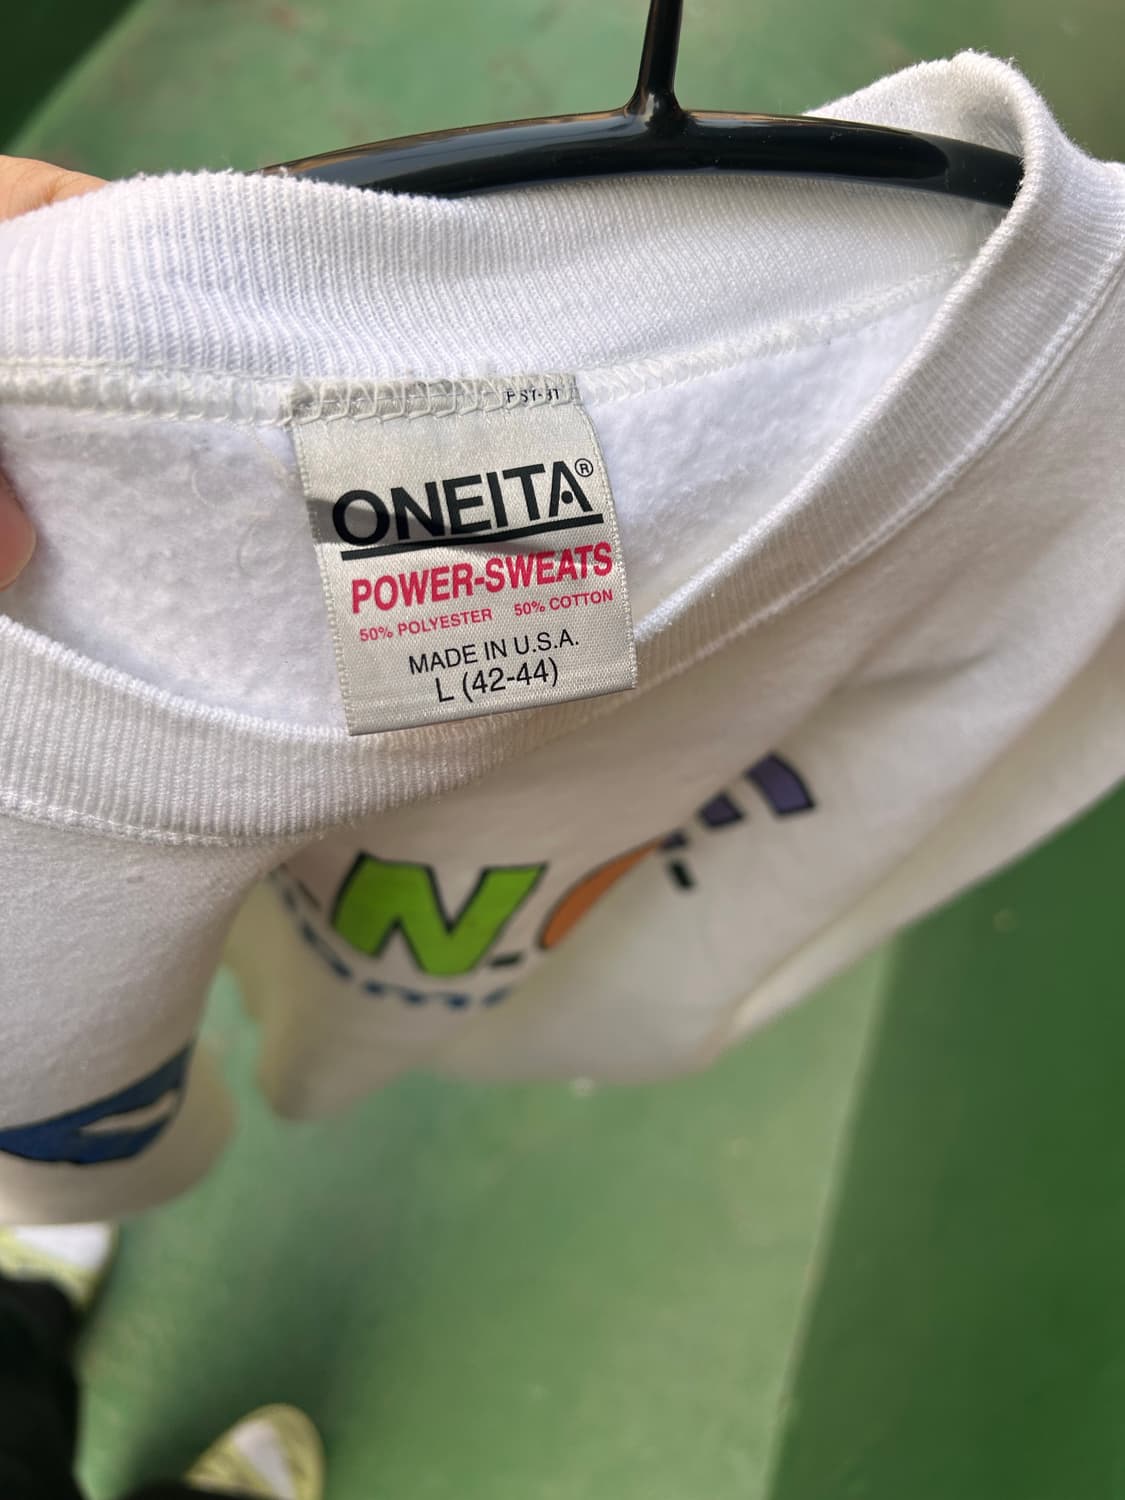 ONEITA®
POWER-SWEATS
50% POLYESTER 50% COTTON
MADE IN U.S.A.
L (42-44)
N